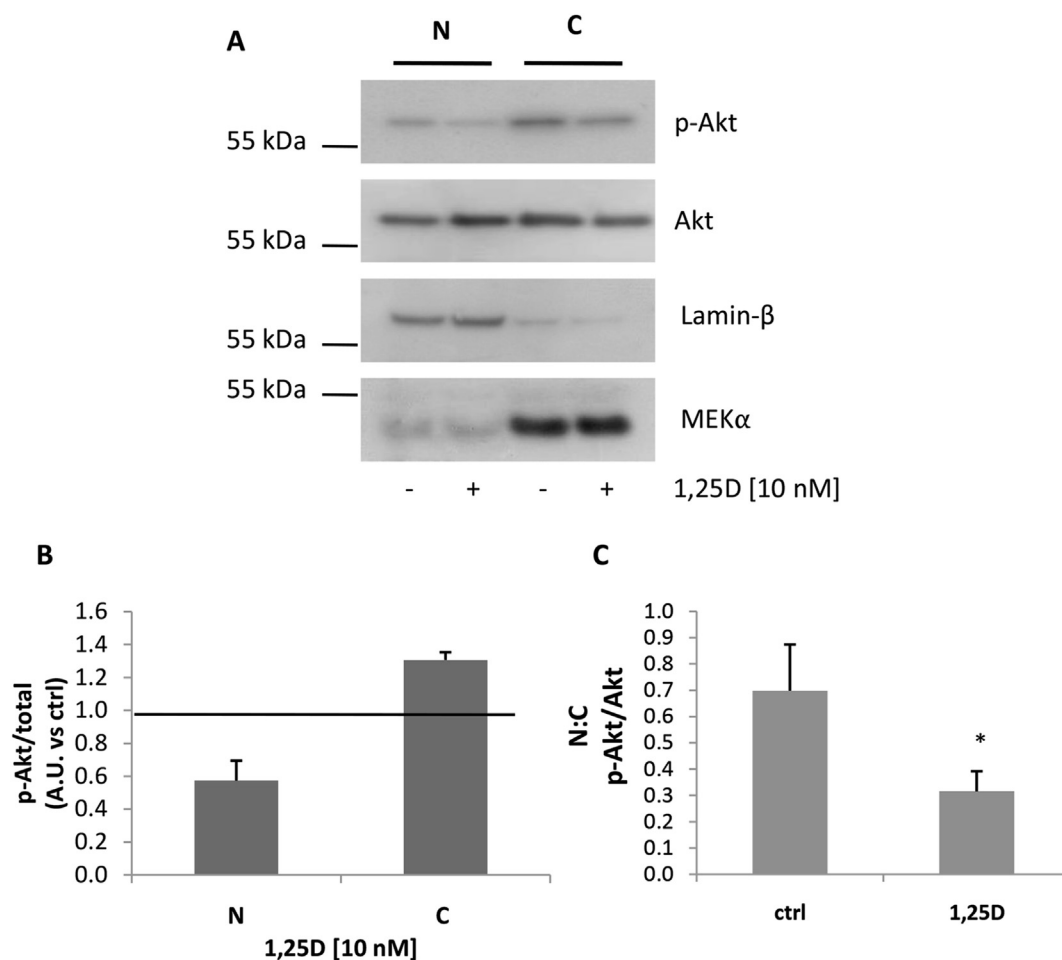 A
N
C
p-Akt
55 kDa
Akt
55 kDa
Lamin-β
55 kDa
55 kDa
MEKα
- + - + 1,25D [10 nM]
B
p-Akt/total
(A.U. vs ctrl)
1.6
1.4
1.2
1.0
0.8
0.6
0.4
0.2
0.0
N
C
1,25D [10 nM]
C
N:C
p-Akt/Akt
1.0
0.9
0.8
0.7
0.6
0.5
0.4
0.3
0.2
0.1
0.0
*
ctrl
1,25D